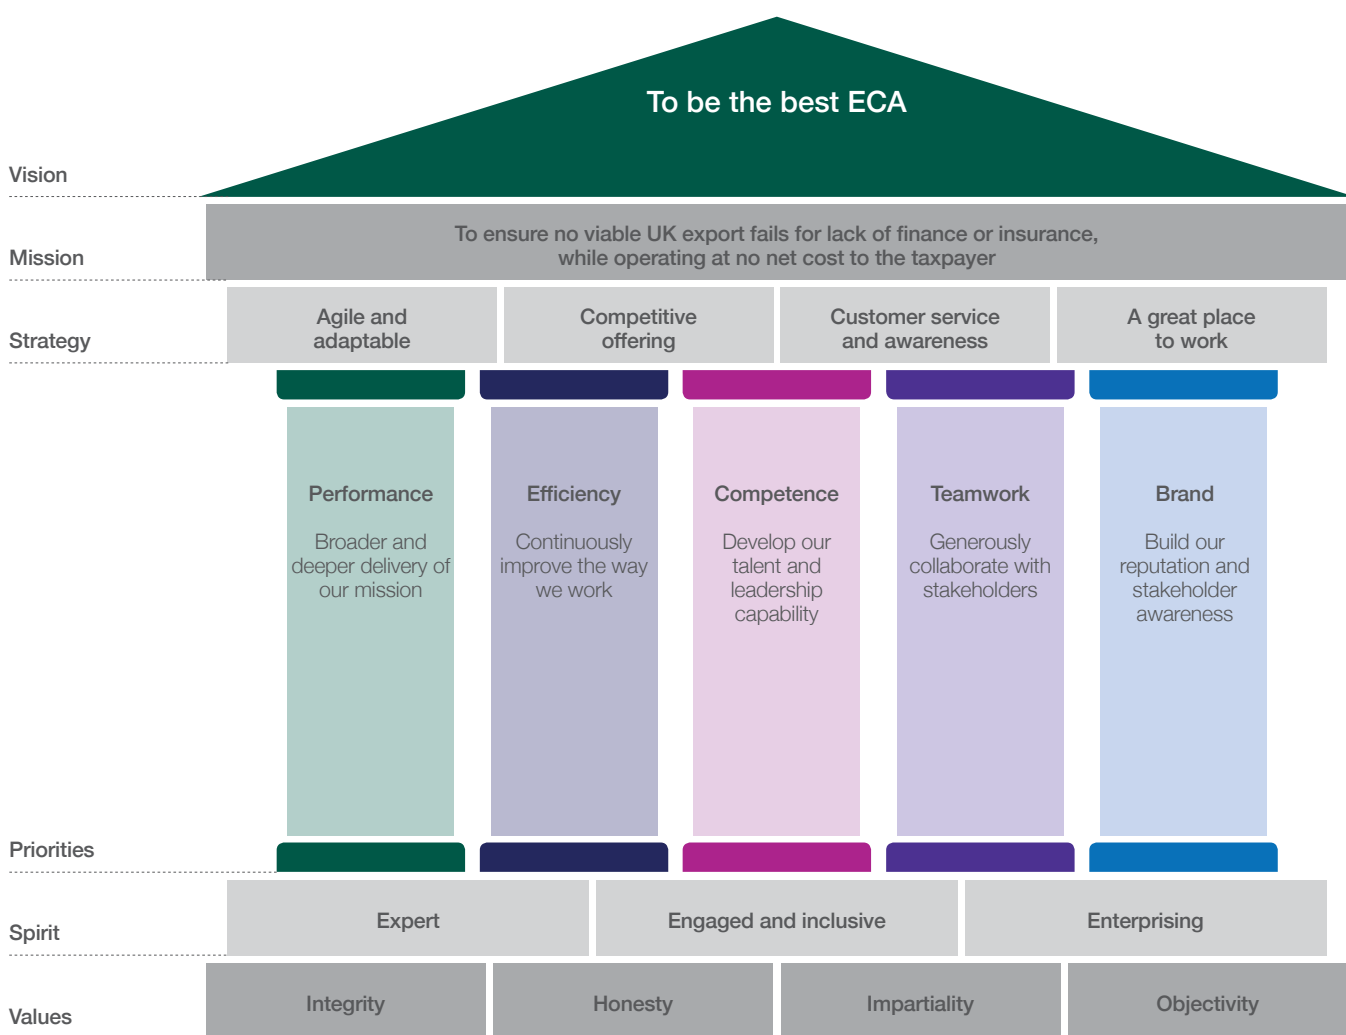 To be the best ECA
Vision
To ensure no viable UK export fails for lack of finance or insurance,
while operating at no net cost to the taxpayer
Mission
Agile and
adaptable
Competitive
offering
Customer service
and awareness
A great place
to work
Strategy
Performance
Broader and
deeper delivery of
our mission
Efficiency
Continuously
improve the way
we work
Competence
Develop our
talent and
leadership
capability
Teamwork
Generously
collaborate with
stakeholders
Brand
Build our
reputation and
stakeholder
awareness
Priorities
Expert
Engaged and inclusive
Enterprising
Spirit
Integrity
Honesty
Impartiality
Objectivity
Values